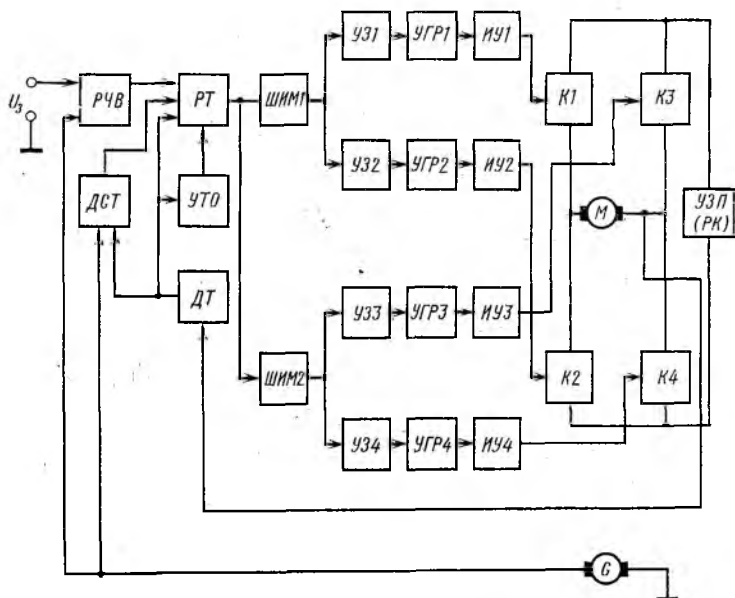 УЗ1 УГР1 ИУ1
Uз РЧВ РТ ШИМ1 К1 К3
УЗ2 УГР2 ИУ2
ДСТ УТО М УЗП
(РК)
ДТ УЗ3 УГР3 ИУ3
ШИМ2 К2 К4
УЗ4 УГР4 ИУ4
G